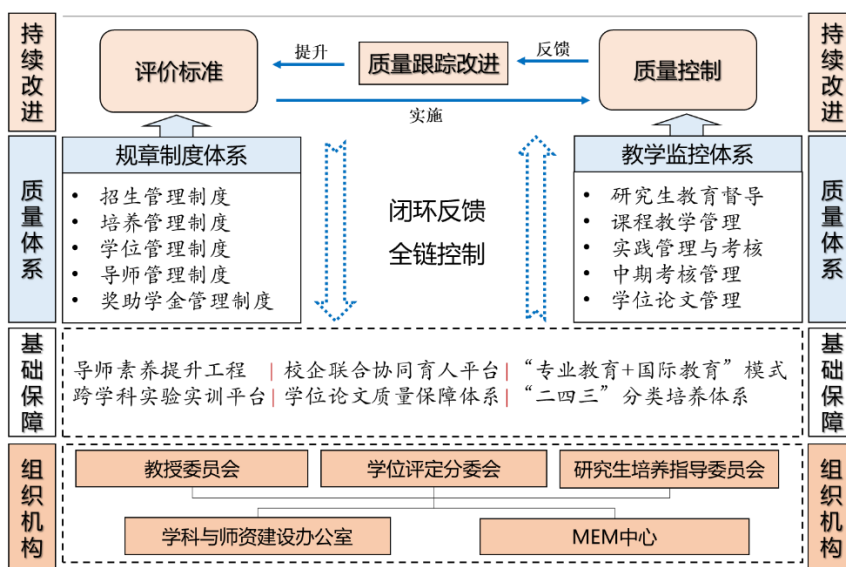 持续改进
评价标准
提升
质量跟踪改进
反馈
质量控制
实施
持续改进
质量体系
规章制度体系
• 招生管理制度
• 培养管理制度
• 学位管理制度
• 导师管理制度
• 奖助学金管理制度
闭环反馈
全链控制
教学监控体系
• 研究生教育督导
• 课程教学管理
• 实践管理与考核
• 中期考核管理
• 学位论文管理
质量体系
基础保障
导师素养提升工程 | 校企联合协同育人平台 | “专业教育+国际教育”模式
跨学科实验实训平台 | 学位论文质量保障体系 | “二四三”分类培养体系
基础保障
组织机构
教授委员会
学位评定分委会
研究生培养指导委员会
学科与师资建设办公室
MEM中心
组织机构